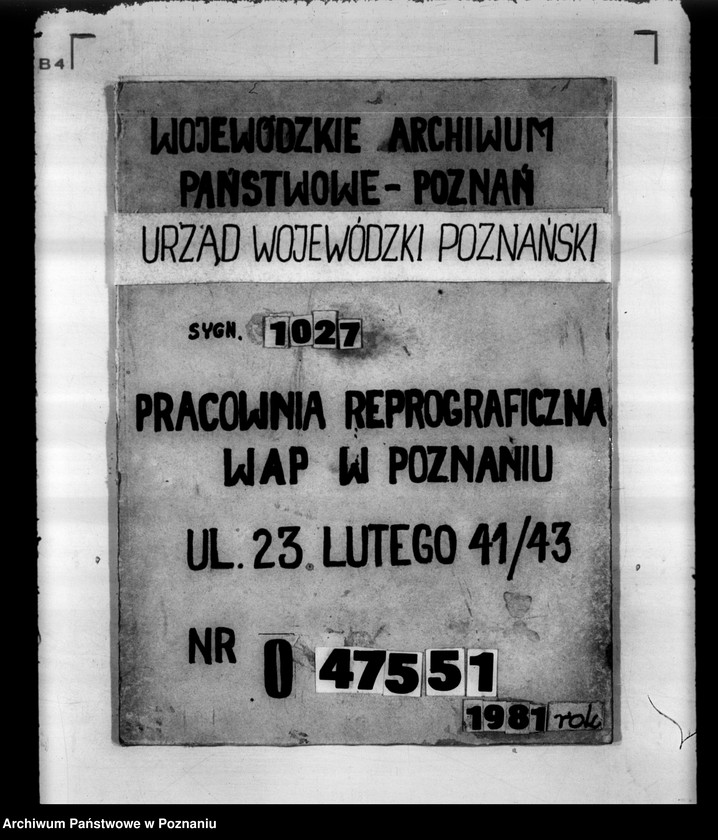 B4
WOJEWÓDZKIE ARCHIWUM
PAŃSTWOWE - POZNAŃ
URZĄD WOJEWÓDZKI POZNAŃSKI
SYGN. 1027
PRACOWNIA REPROGRAFICZNA
WAP W POZNANIU
UL. 23. LUTEGO 41/43
NR 0 47551
1981 rok
Archiwum Państwowe w Poznaniu